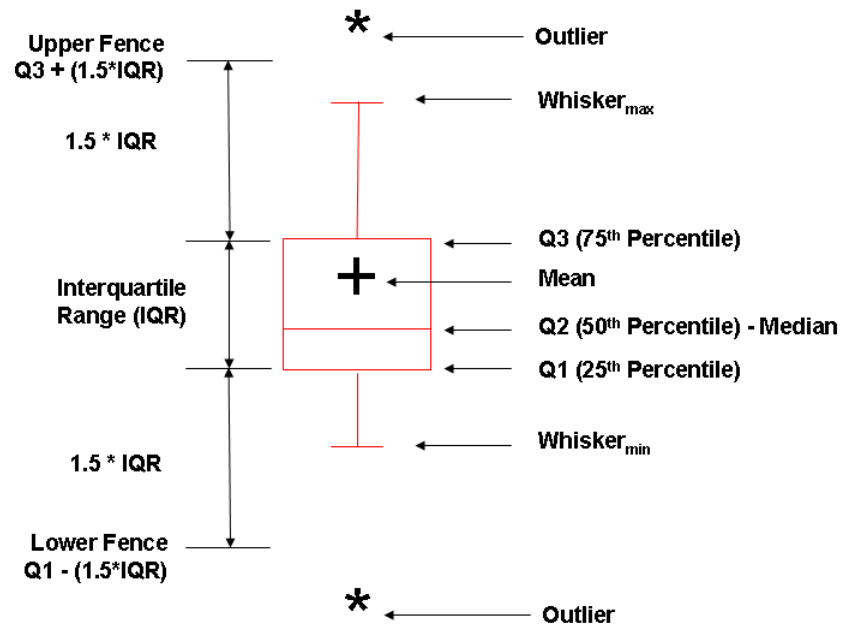 Upper Fence
Q3 + (1.5*IQR)
1.5 * IQR
Interquartile
Range (IQR)
1.5 * IQR
Lower Fence
Q1 - (1.5*IQR)
*
Outlier
Whiskermax
Q3 (75th Percentile)
+
Mean
Q2 (50th Percentile) - Median
Q1 (25th Percentile)
Whiskermin
*
Outlier